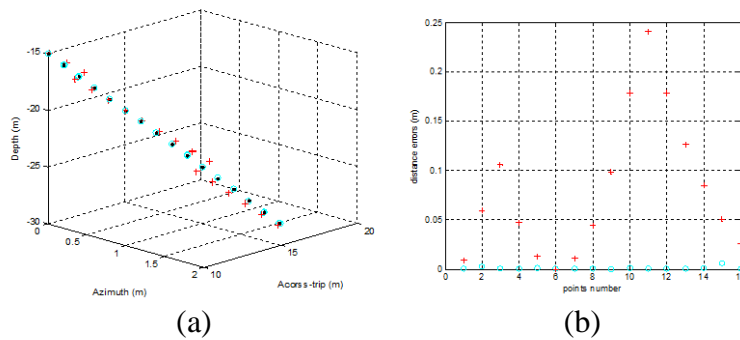 -15
-20
-25
-30
Depth (m)
0
0.5
1
1.5
2
Azimuth (m)
10
15
20
Acorss-trip (m)
(a)
0.25
0.2
0.15
0.1
0.05
0
distance errors (m)
0 2 4 6 8 10 12 14 16
points number
(b)